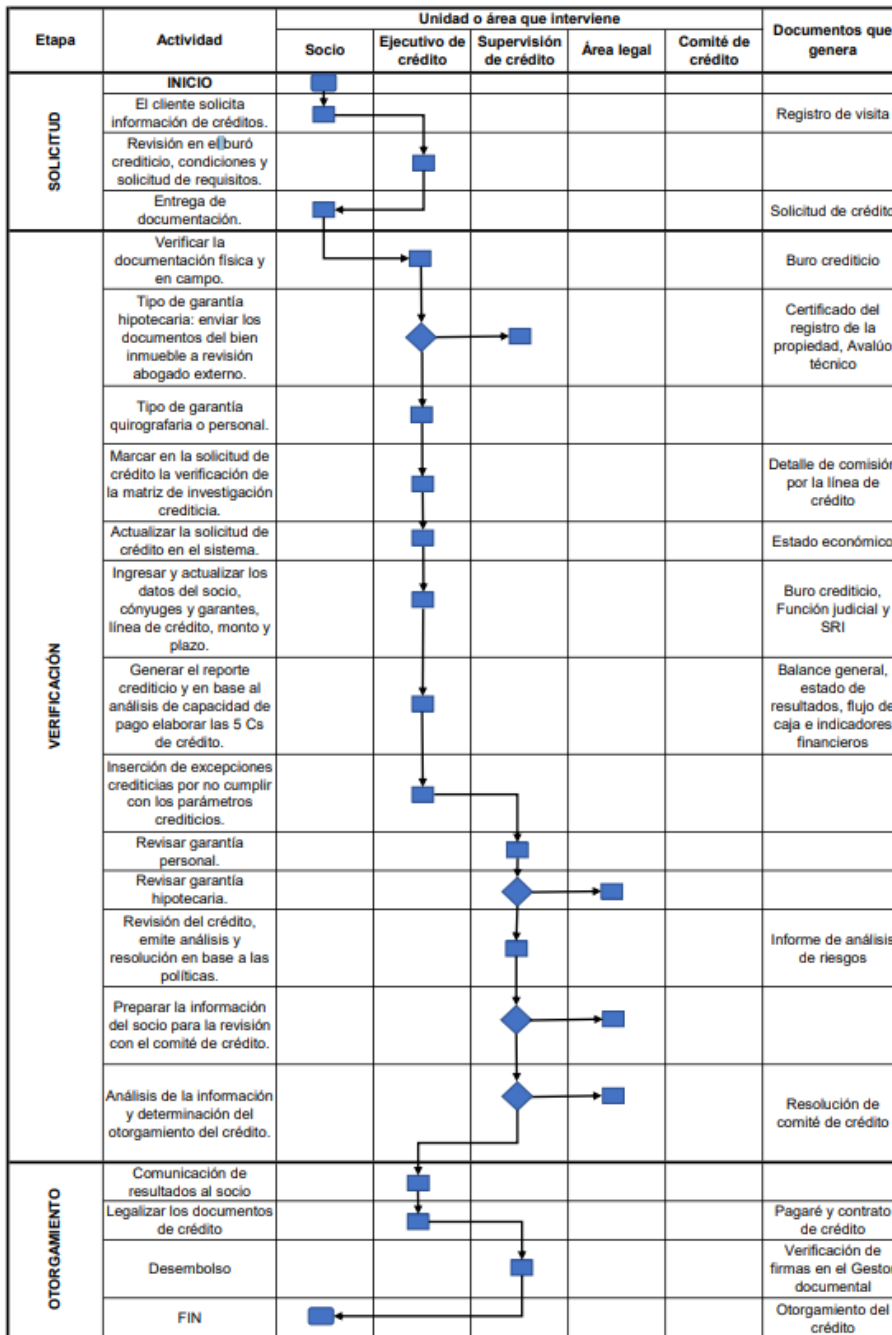 Etapa
Actividad
Unidad o área que interviene
Documentos que
genera
Socio
Ejecutivo de
crédito
Supervisión
de crédito
Área legal
Comité de
crédito
SOLICITUD
INICIO
El cliente solicita
información de créditos.
Registro de visita
Revisión en el buró
crediticio, condiciones y
solicitud de requisitos.
Entrega de
documentación.
Solicitud de crédito
VERIFICACIÓN
Verificar la
documentación física y
en campo.
Buro crediticio
Tipo de garantía
hipotecaria: enviar los
documentos del bien
inmueble a revisión
abogado externo.
Certificado del
registro de la
propiedad, Avalúo
técnico
Tipo de garantía
quirografaria o personal.
Marcar en la solicitud de
crédito la verificación de
la matriz de investigación
crediticia.
Detalle de comisión
por la línea de
crédito
Actualizar la solicitud de
crédito en el sistema.
Estado económico
Ingresar y actualizar los
datos del socio,
cónyuges y garantes,
línea de crédito, monto y
plazo.
Buro crediticio,
Función judicial y
SRI
Generar el reporte
crediticio y en base al
análisis de capacidad de
pago elaborar las 5 Cs
de crédito.
Balance general,
estado de
resultados, flujo de
caja e indicadores
financieros
Inserción de excepciones
crediticias por no cumplir
con los parámetros
crediticios.
Revisar garantía
personal.
Revisar garantía
hipotecaria.
Revisión del crédito,
emite análisis y
resolución en base a las
políticas.
Informe de análisis
de riesgos
Preparar la información
del socio para la revisión
con el comité de crédito.
Análisis de la información
y determinación del
otorgamiento del crédito.
Resolución de
comité de crédito
OTORGAMIENTO
Comunicación de
resultados al socio
Legalizar los documentos
de crédito
Pagaré y contrato
de crédito
Desembolso
Verificación de
firmas en el Gestor
documental
FIN
Otorgamiento del
crédito